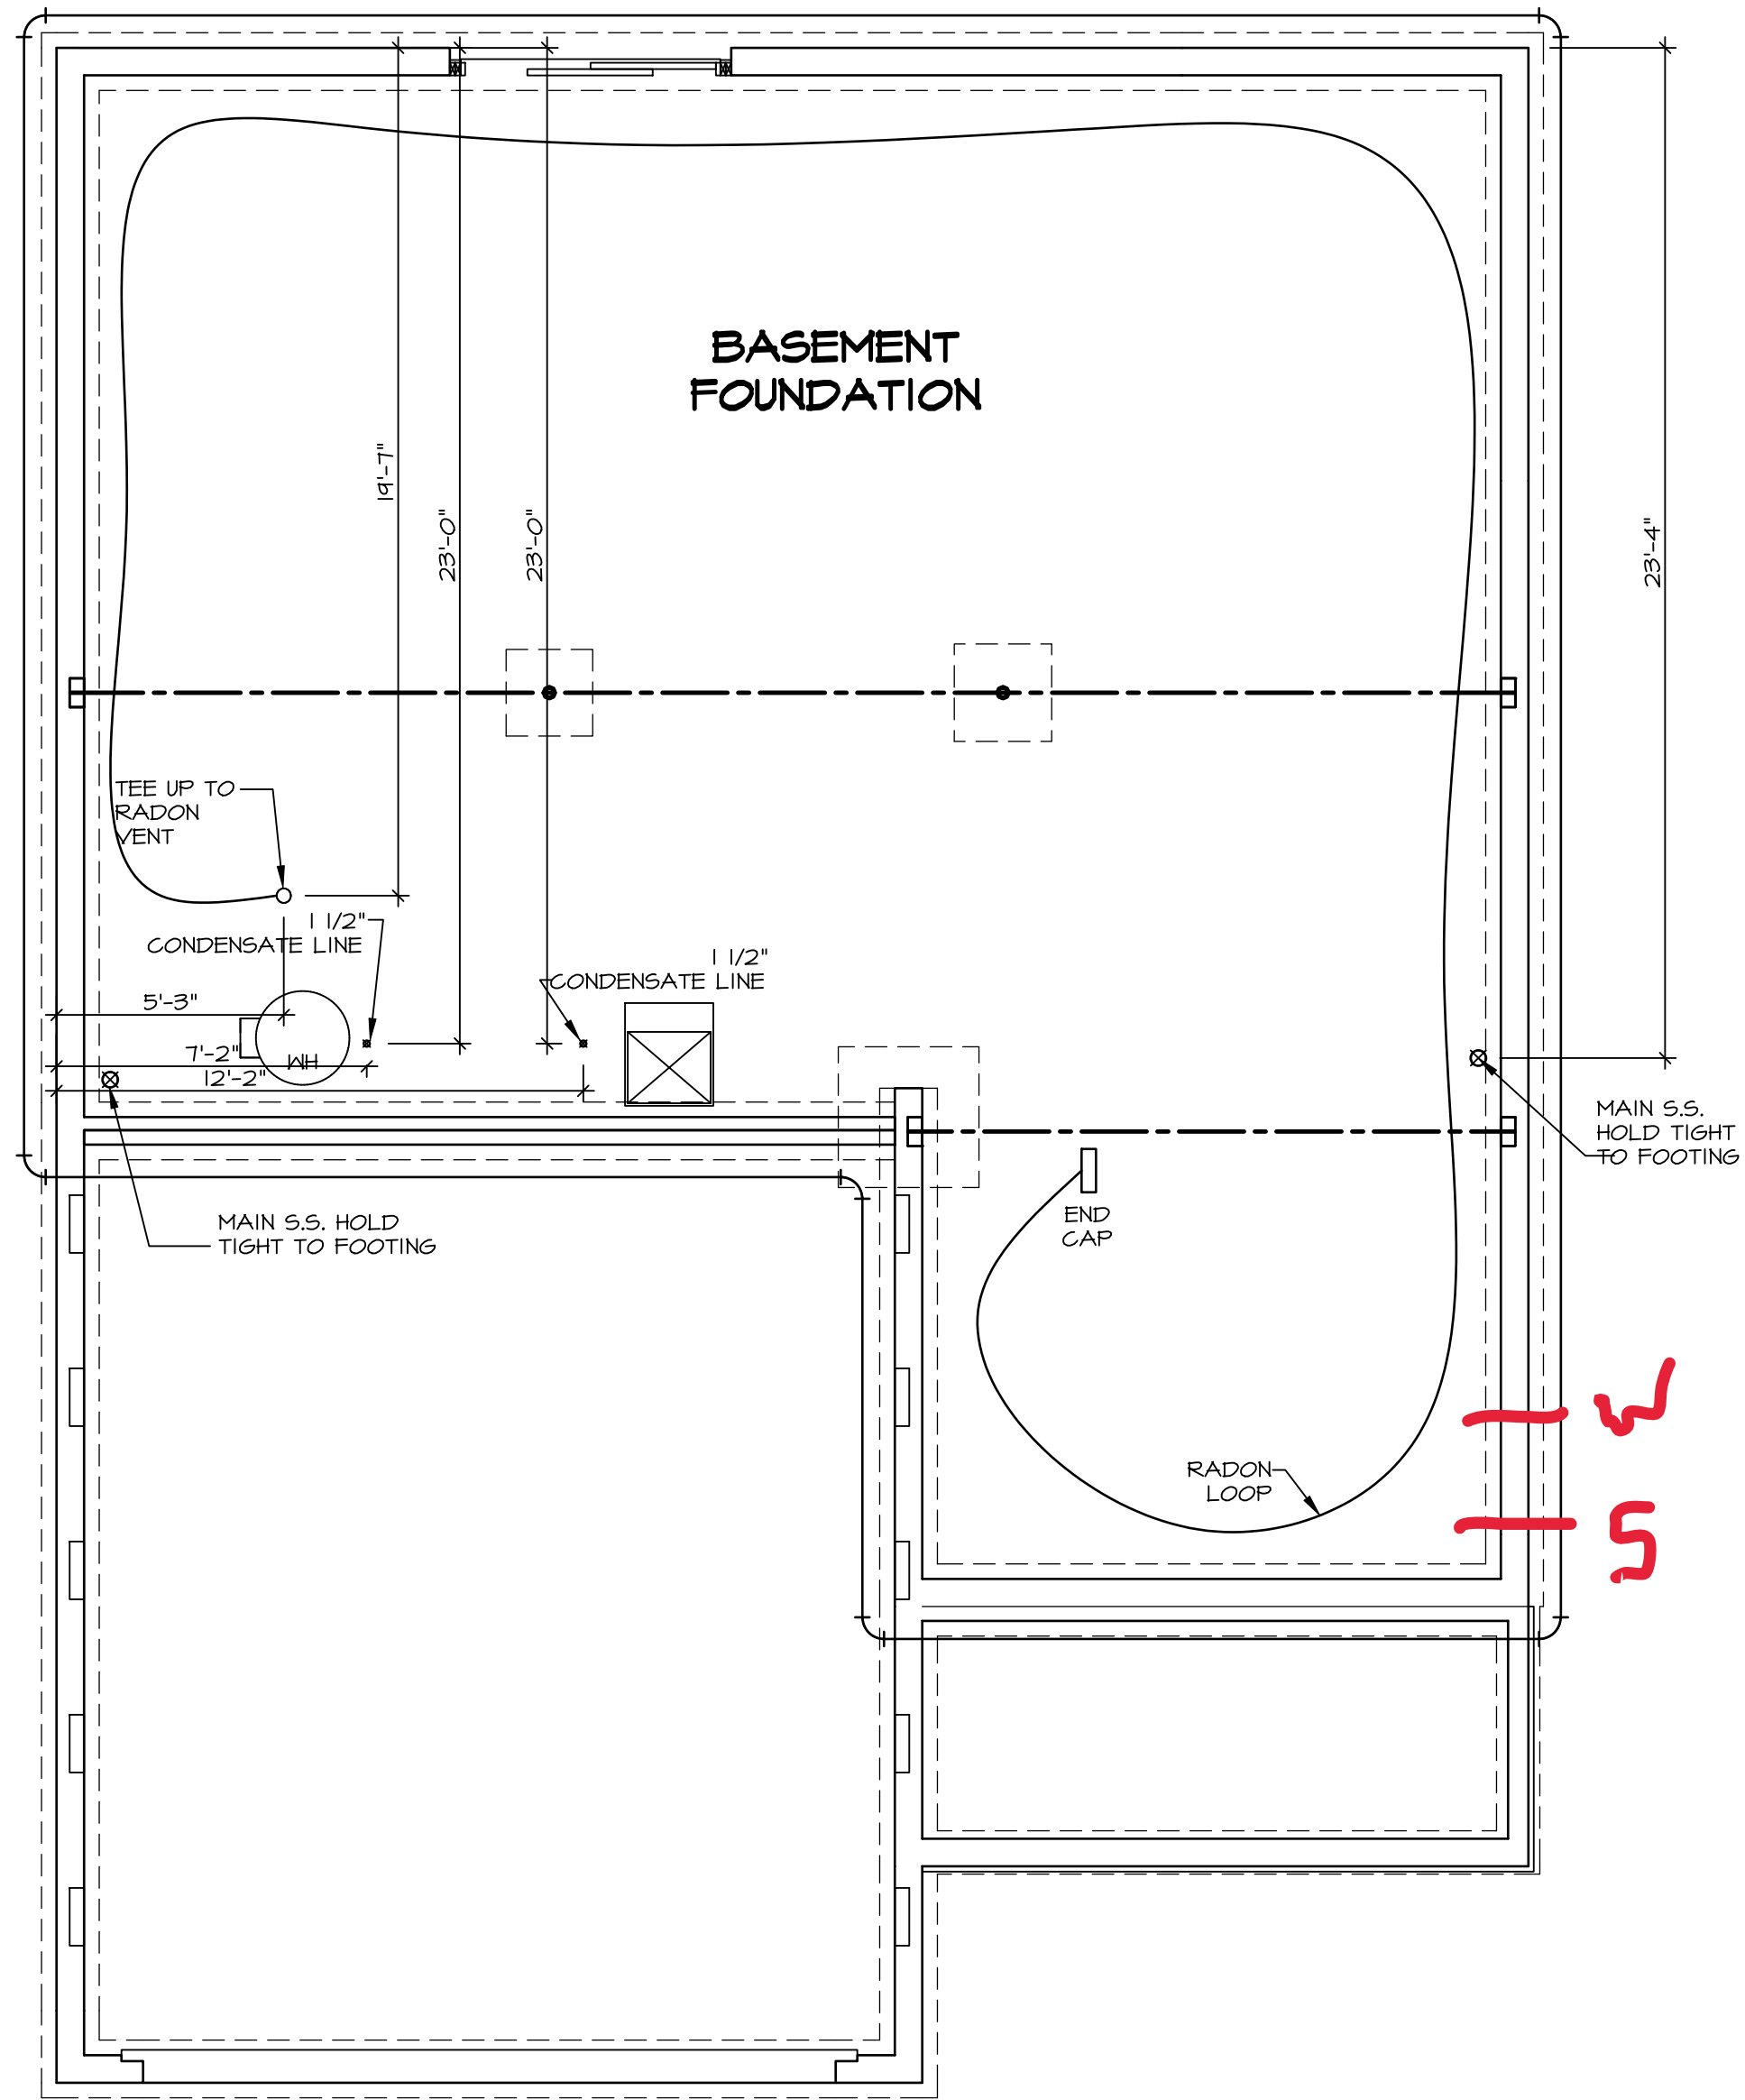 BASEMENT
FOUNDATION
19'-7"
23'-0"
23'-0"
23'-4"
TEE UP TO
RADON
VENT
1 1/2"
CONDENSATE LINE
1 1/2"
CONDENSATE LINE
5'-3"
WH
7'-2"
12'-2"
MAIN S.S.
HOLD TIGHT
TO FOOTING
MAIN S.S. HOLD
TIGHT TO FOOTING
END
CAP
RADON
LOOP
W
S